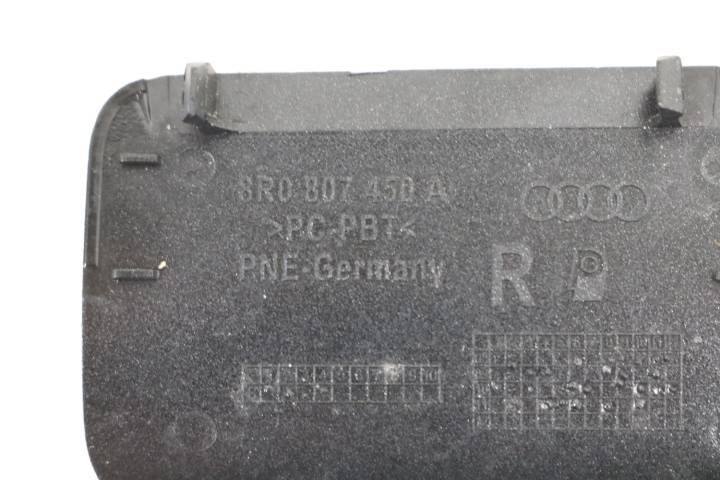 8R0 807 450 A
>PC-PBT<
PNE-Germany
R